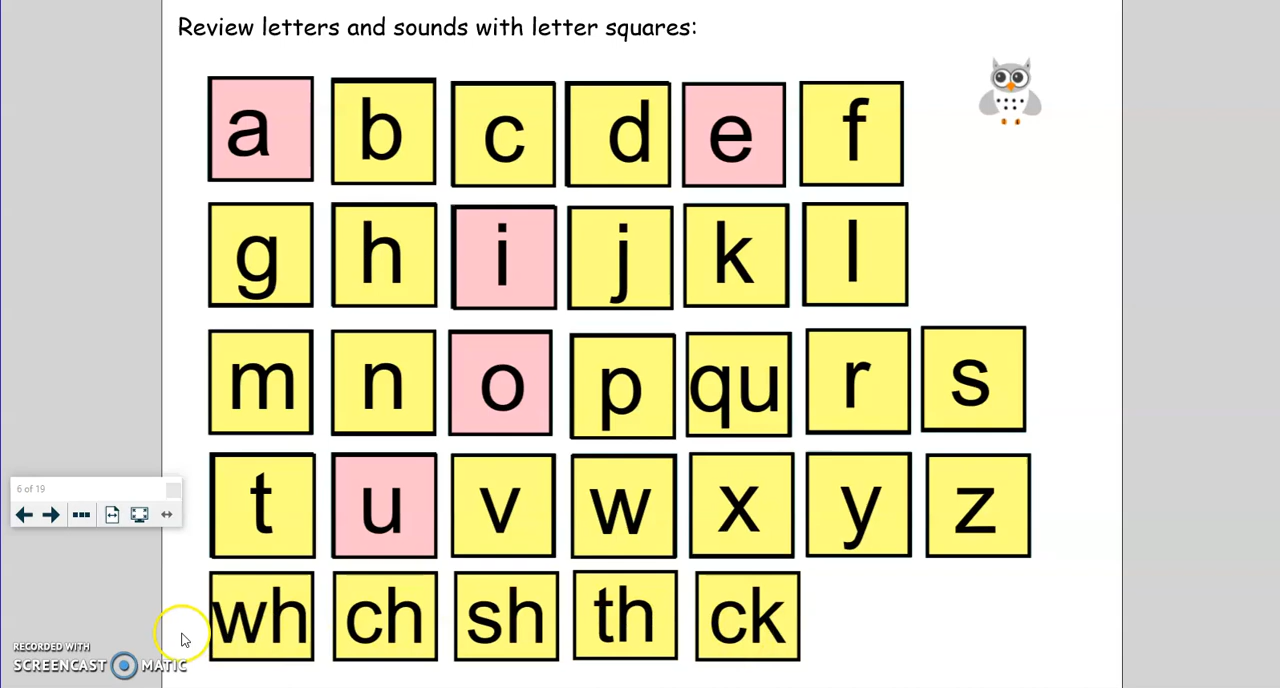 Review letters and sounds with letter squares:
a b c d e f
g h i j k l
m n o p qu r s
6 of 19
t u v w x y z
wh ch sh th ck
RECORDED WITH
SCREENCAST MATIC